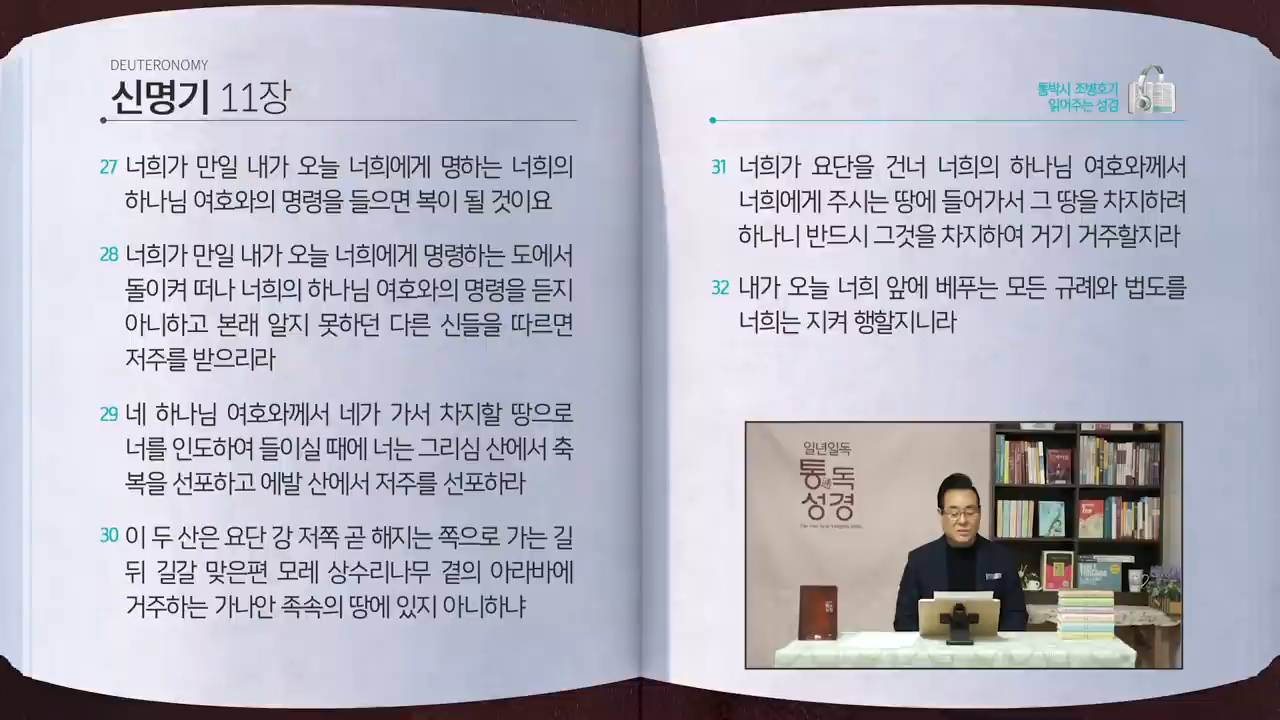 DEUTERONOMY
신명기 11장
27 너희가 만일 내가 오늘 너희에게 명하는 너희의
하나님 여호와의 명령을 들으면 복이 될 것이요
28 너희가 만일 내가 오늘 너희에게 명령하는 도에서
돌이켜 떠나 너희의 하나님 여호와의 명령을 듣지
아니하고 본래 알지 못하던 다른 신들을 따르면
저주를 받으리라
29 네 하나님 여호와께서 네가 가서 차지할 땅으로
너를 인도하여 들이실 때에 너는 그리심 산에서 축
복을 선포하고 에발 산에서 저주를 선포하라
30 이 두 산은 요단 강 저쪽 곧 해지는 쪽으로 가는 길
뒤 길갈 맞은편 모레 상수리나무 곁의 아라바에
거주하는 가나안 족속의 땅에 있지 아니하냐
통박시 조병호가
읽어주는 성경
31 너희가 요단을 건너 너희의 하나님 여호와께서
너희에게 주시는 땅에 들어가서 그 땅을 차지하려
하나니 반드시 그것을 차지하여 거기 거주할지라
32 내가 오늘 너희 앞에 베푸는 모든 규례와 법도를
너희는 지켜 행할지니라
일년일독
통독
성경